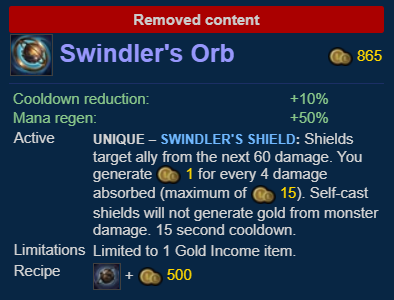 Removed content
Swindler's Orb 865
Cooldown reduction: +10%
Mana regen: +50%
Active UNIQUE – SWINDLER'S SHIELD: Shields
target ally from the next 60 damage. You
generate 1 for every 4 damage
absorbed (maximum of 15). Self-cast
shields will not generate gold from monster
damage. 15 second cooldown.
Limitations Limited to 1 Gold Income item.
Recipe + 500